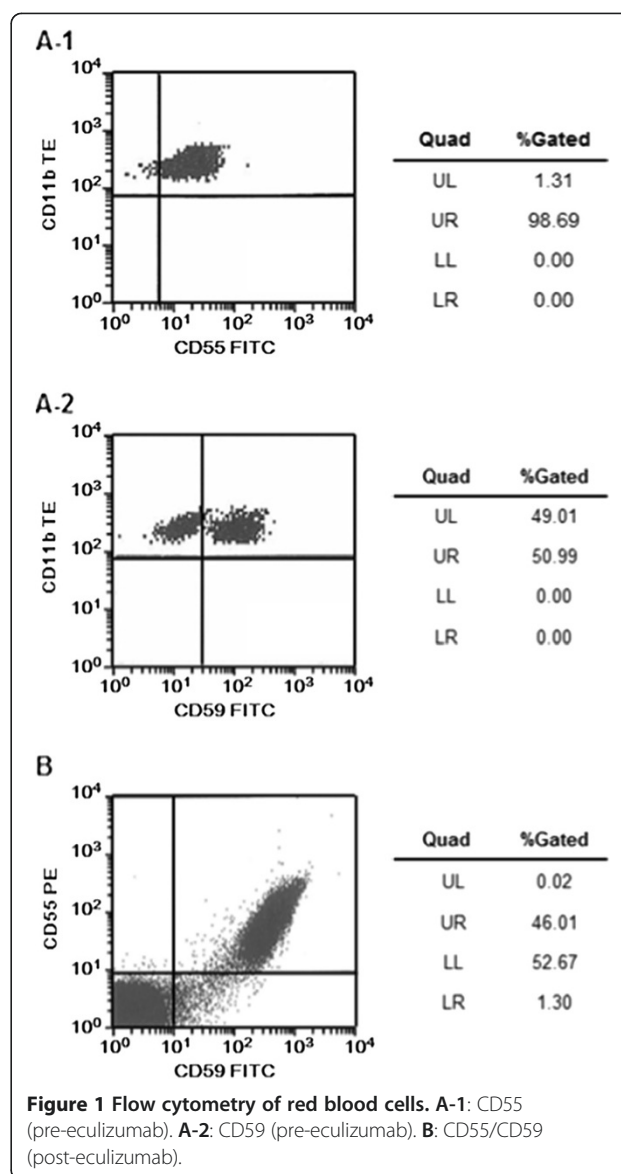 A-1
10⁴
10³
10²
10¹
10⁰
CD11b TE
10⁰ 10¹ 10² 10³ 10⁴
CD55 FITC
Quad %Gated
UL 1.31
UR 98.69
LL 0.00
LR 0.00
A-2
10⁴
10³
10²
10¹
10⁰
CD11b TE
10⁰ 10¹ 10² 10³ 10⁴
CD59 FITC
Quad %Gated
UL 49.01
UR 50.99
LL 0.00
LR 0.00
B
10⁴
10³
10²
10¹
10⁰
CD55 PE
10⁰ 10¹ 10² 10³ 10⁴
CD59 FITC
Quad %Gated
UL 0.02
UR 46.01
LL 52.67
LR 1.30
Figure 1 Flow cytometry of red blood cells. A-1: CD55
(pre-eculizumab). A-2: CD59 (pre-eculizumab). B: CD55/CD59
(post-eculizumab).